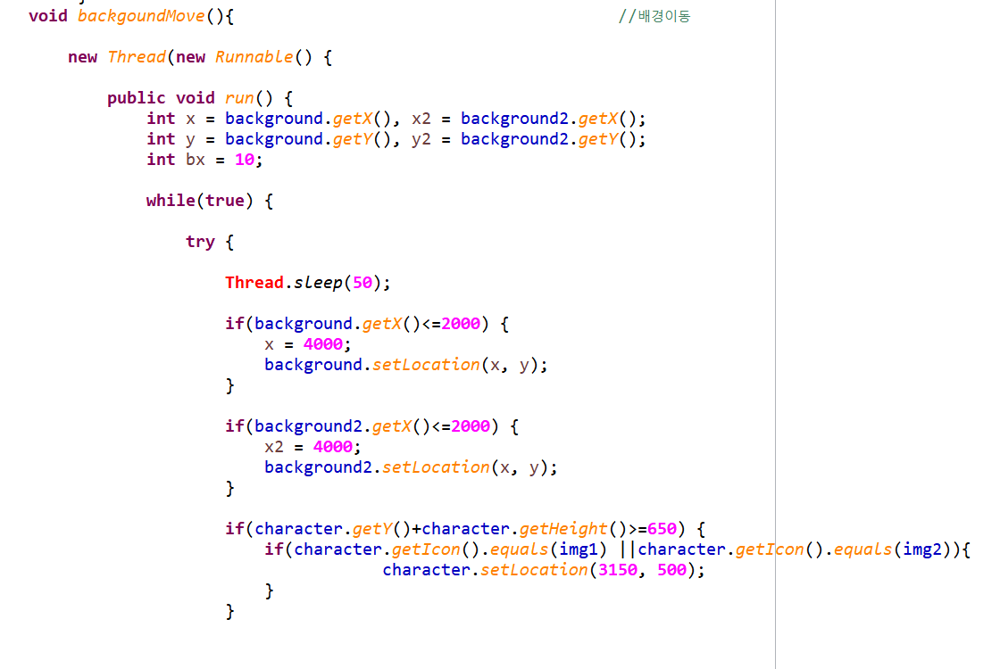 void backgoundMove(){ //배경이동
new Thread(new Runnable() {
public void run() {
int x = background.getX(), x2 = background2.getX();
int y = background.getY(), y2 = background2.getY();
int bx = 10;
while(true) {
try {
Thread.sleep(50);
if(background.getX()<=2000) {
x = 4000;
background.setLocation(x, y);
}
if(background2.getX()<=2000) {
x2 = 4000;
background2.setLocation(x, y);
}
if(character.getY()+character.getHeight()>=650) {
if(character.getIcon().equals(img1) ||character.getIcon().equals(img2)){
character.setLocation(3150, 500);
}
}